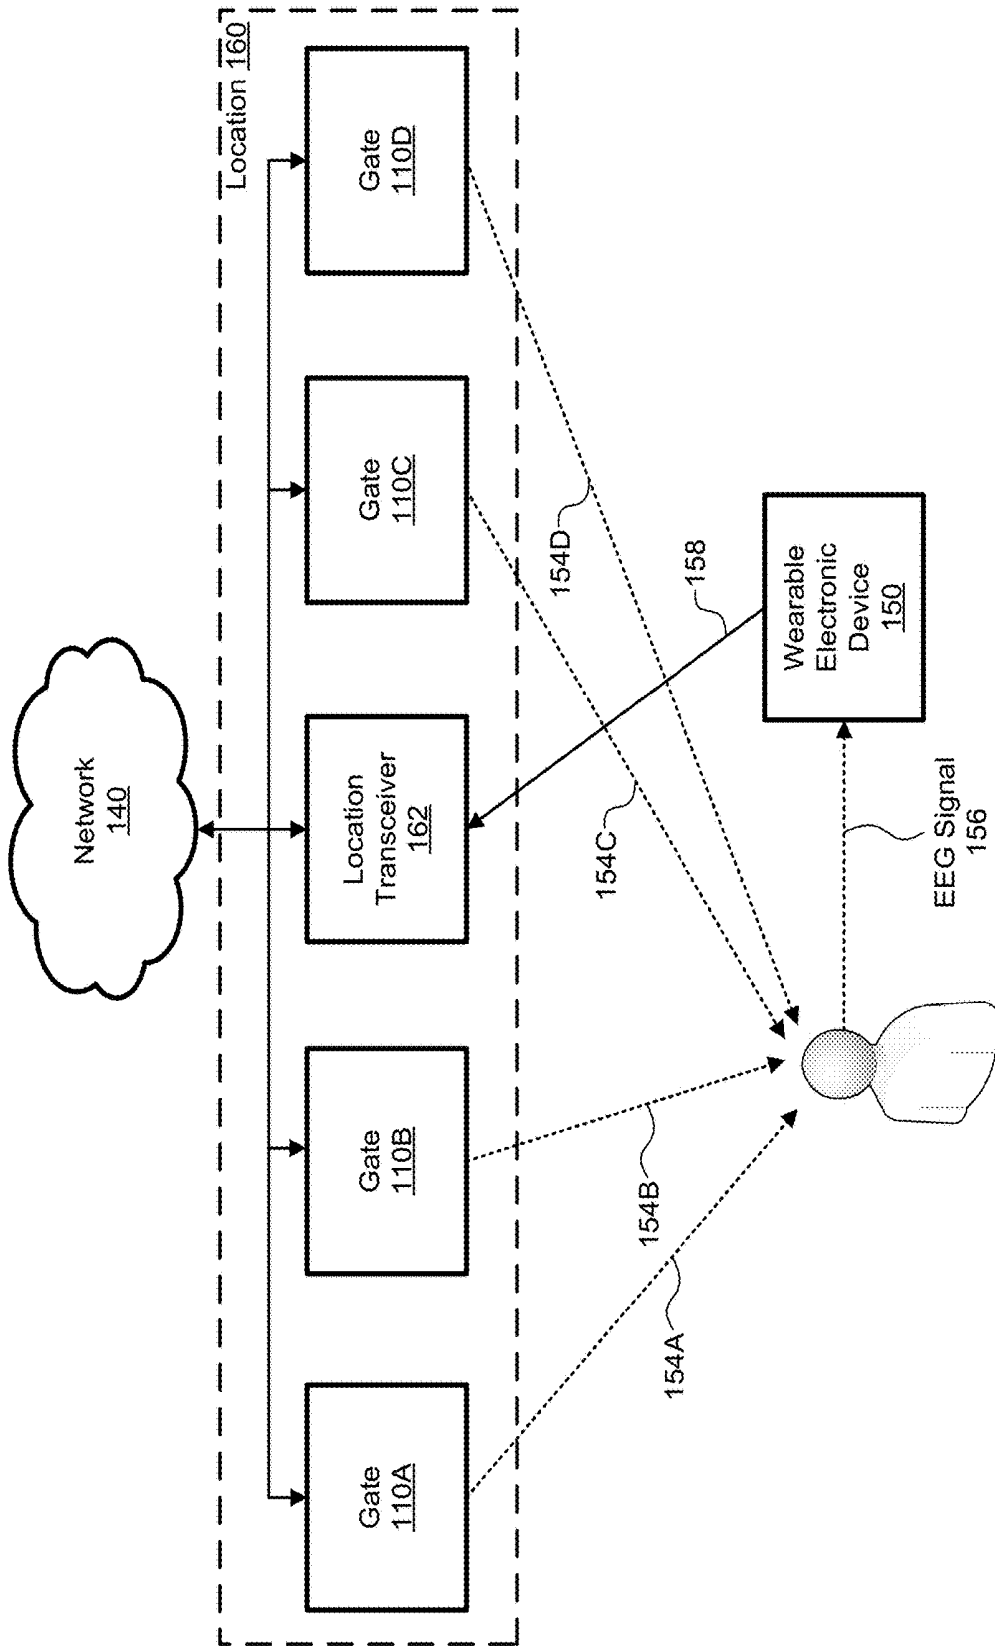 Network
140
Location 160
Gate
110A
Gate
110B
Location
Transceiver
162
Gate
110C
Gate
110D
154A
154B
154C
154D
158
EEG Signal
156
Wearable
Electronic
Device
150